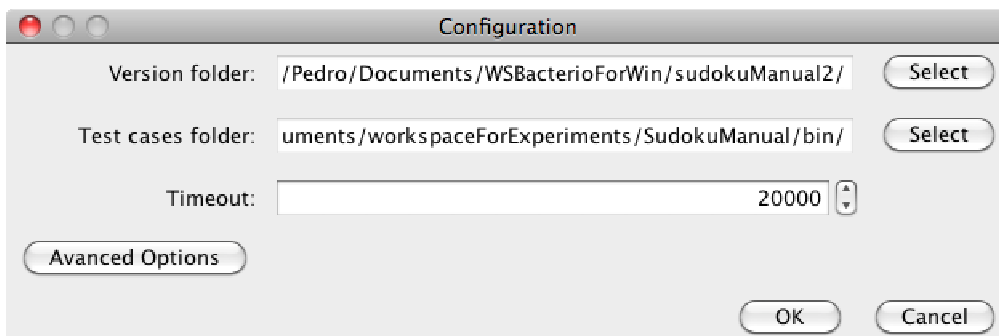 Configuration
Version folder: /Pedro/Documents/WSBacterioForWin/sudokuManual2/ Select
Test cases folder: uments/workspaceForExperiments/SudokuManual/bin/ Select
Timeout: 20000
Avanced Options
OK Cancel